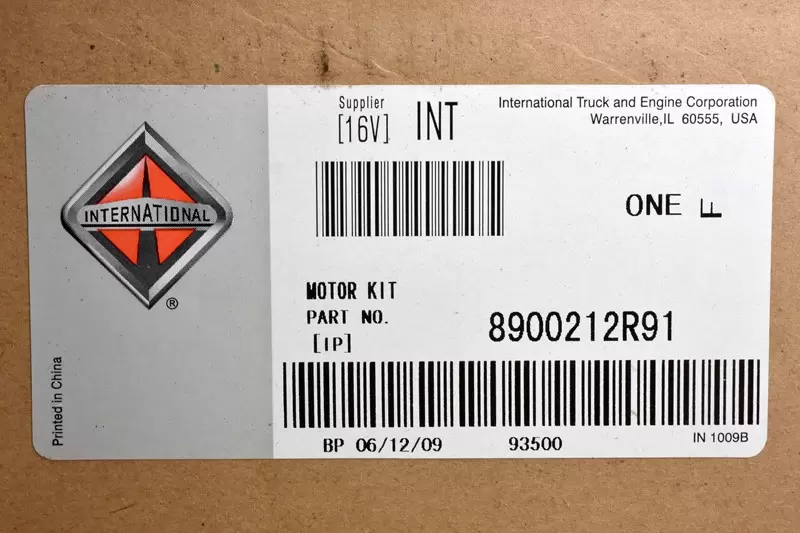 INTERNATIONAL
®
Printed in China
Supplier
[16V] INT
International Truck and Engine Corporation
Warrenville,IL 60555, USA
ONE F
MOTOR KIT
PART NO.
[1P]
8900212R91
BP 06/12/09 93500
IN 1009B